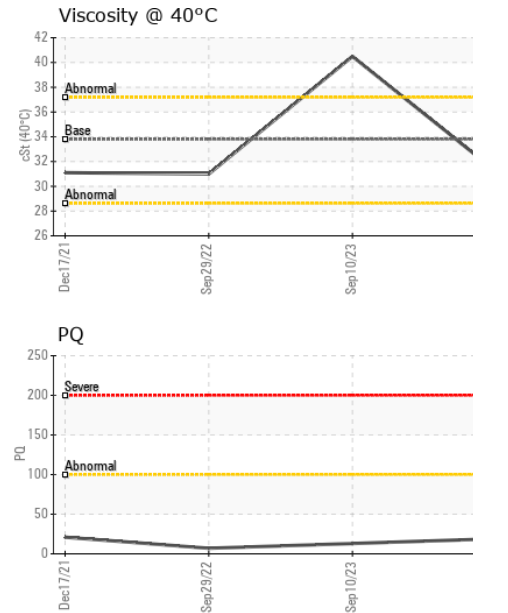 Viscosity @ 40°C
42
40
38
36
34
32
30
28
26
cSt (40°C)
Abnormal
Base
Abnormal
Dec17/21
Sep29/22
Sep10/23
PQ
250
200
150
100
50
0
PQ
Severe
Abnormal
Dec17/21
Sep29/22
Sep10/23